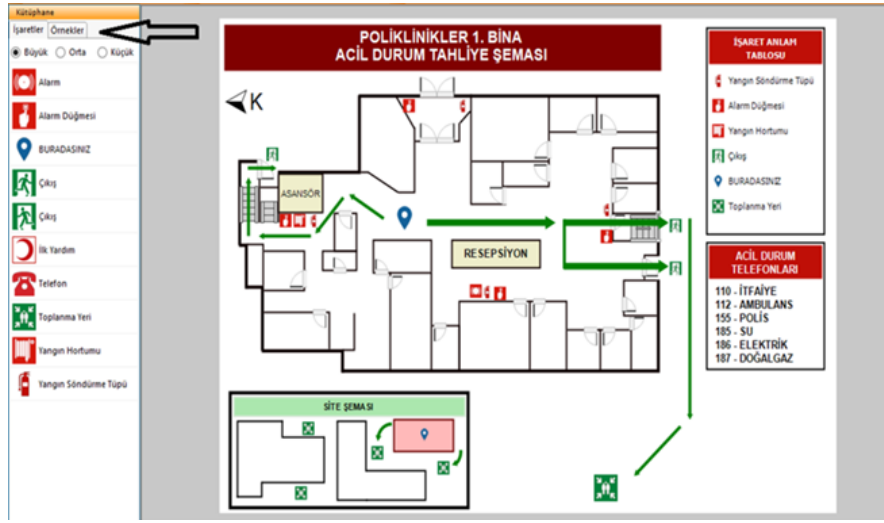 Kütüphane
İşaretler Örnekler
Büyük Orta Küçük
Alarm
Alarm Düğmesi
BURADASINIZ
Çıkış
Çıkış
İlk Yardım
Telefon
Toplanma Yeri
Yangın Hortumu
Yangın Söndürme Tüpü
POLİKLİNİKLER 1. BİNA
ACİL DURUM TAHLİYE ŞEMASI
K
ASANSÖR
RESEPSİYON
SİTE ŞEMASI
İŞARET ANLAM
TABLOSU
Yangın Söndürme Tüpü
Alarm Düğmesi
Yangın Hortumu
Çıkış
BURADASINIZ
Toplanma Yeri
ACİL DURUM
TELEFONLARI
110 - İTFAİYE
112 - AMBULANS
155 - POLİS
185 - SU
186 - ELEKTRİK
187 - DOĞALGAZ